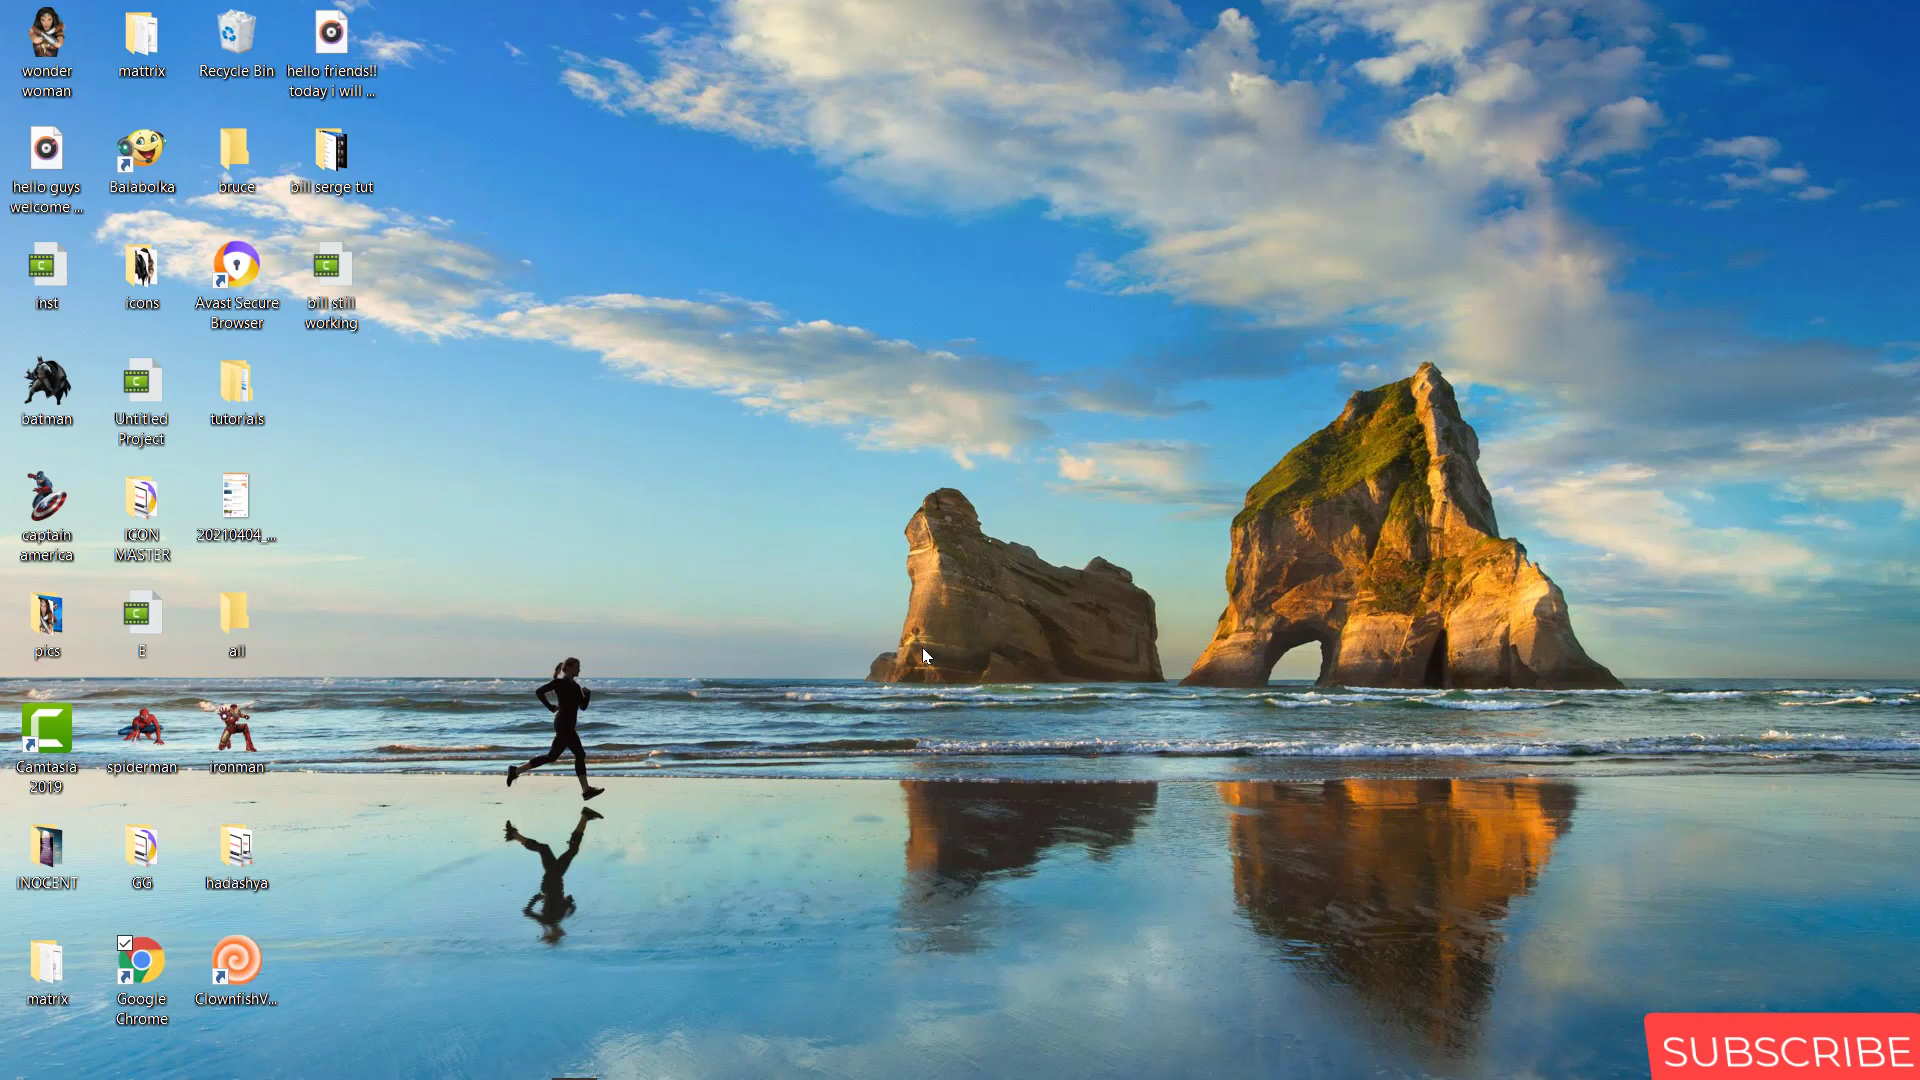 wonder
woman
mattrix
Recycle Bin
hello friends!!
today i will ...
hello guys
welcome ...
Balabolka
bruce
bill serge tut
inst
icons
Avast Secure
Browser
bill still
working
batman
Untitled
Project
tutorials
captain
america
ICON
MASTER
20210404_...
pics
E
all
Camtasia
2019
spiderman
ironman
INOCENT
GG
hadashya
matrix
Google
Chrome
ClownfishV...
SUBSCRIBE